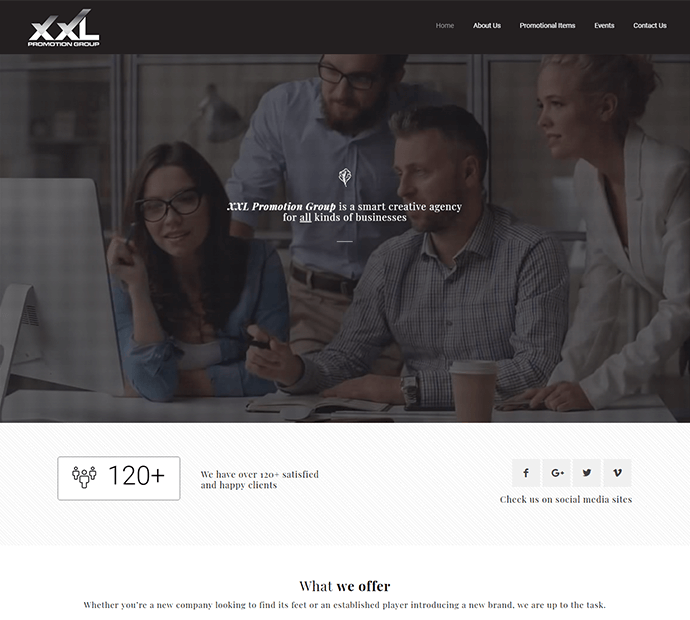 XXL
PROMOTION GROUP
Home About Us Promotional Items Events Contact Us
XXL Promotion Group is a smart creative agency
for all kinds of businesses
120+
We have over 120+ satisfied
and happy clients
f G+
Check us on social media sites
What we offer
Whether you're a new company looking to find its feet or an established player introducing a new brand, we are up to the task.